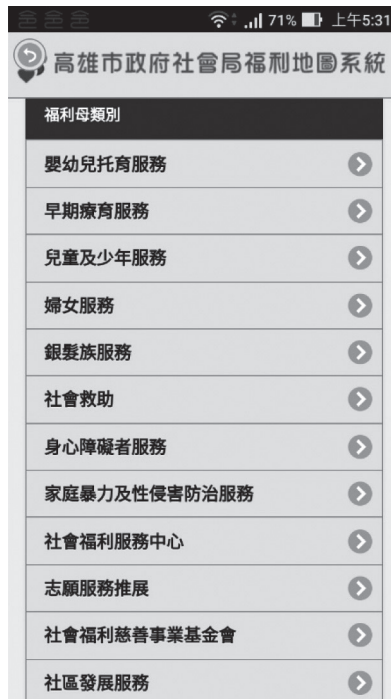 71% 上午5:31
高雄市政府社會局福利地圖系統
福利母類別
嬰幼兒托育服務
早期療育服務
兒童及少年服務
婦女服務
銀髮族服務
社會救助
身心障礙者服務
家庭暴力及性侵害防治服務
社會福利服務中心
志願服務推展
社會福利慈善事業基金會
社區發展服務